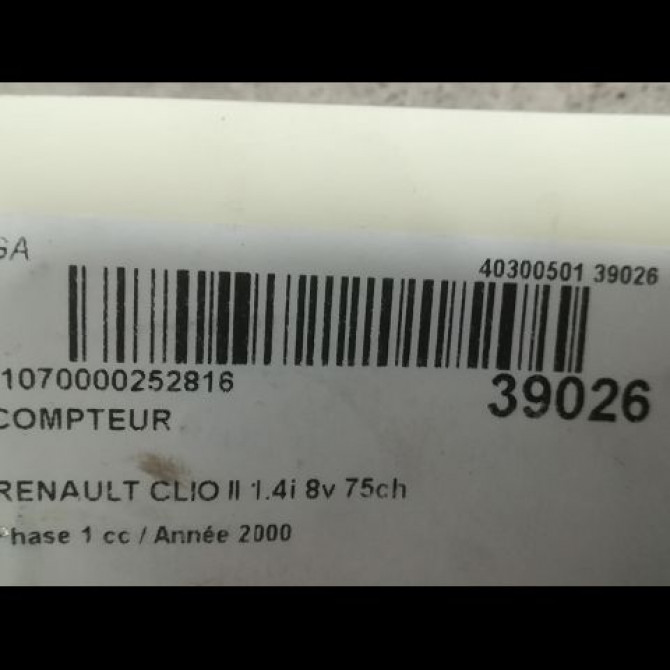 GA
40300501 39026
1070000252816
39026
COMPTEUR
RENAULT CLIO II 1.4i 8v 75ch
Phase 1 cc / Année 2000